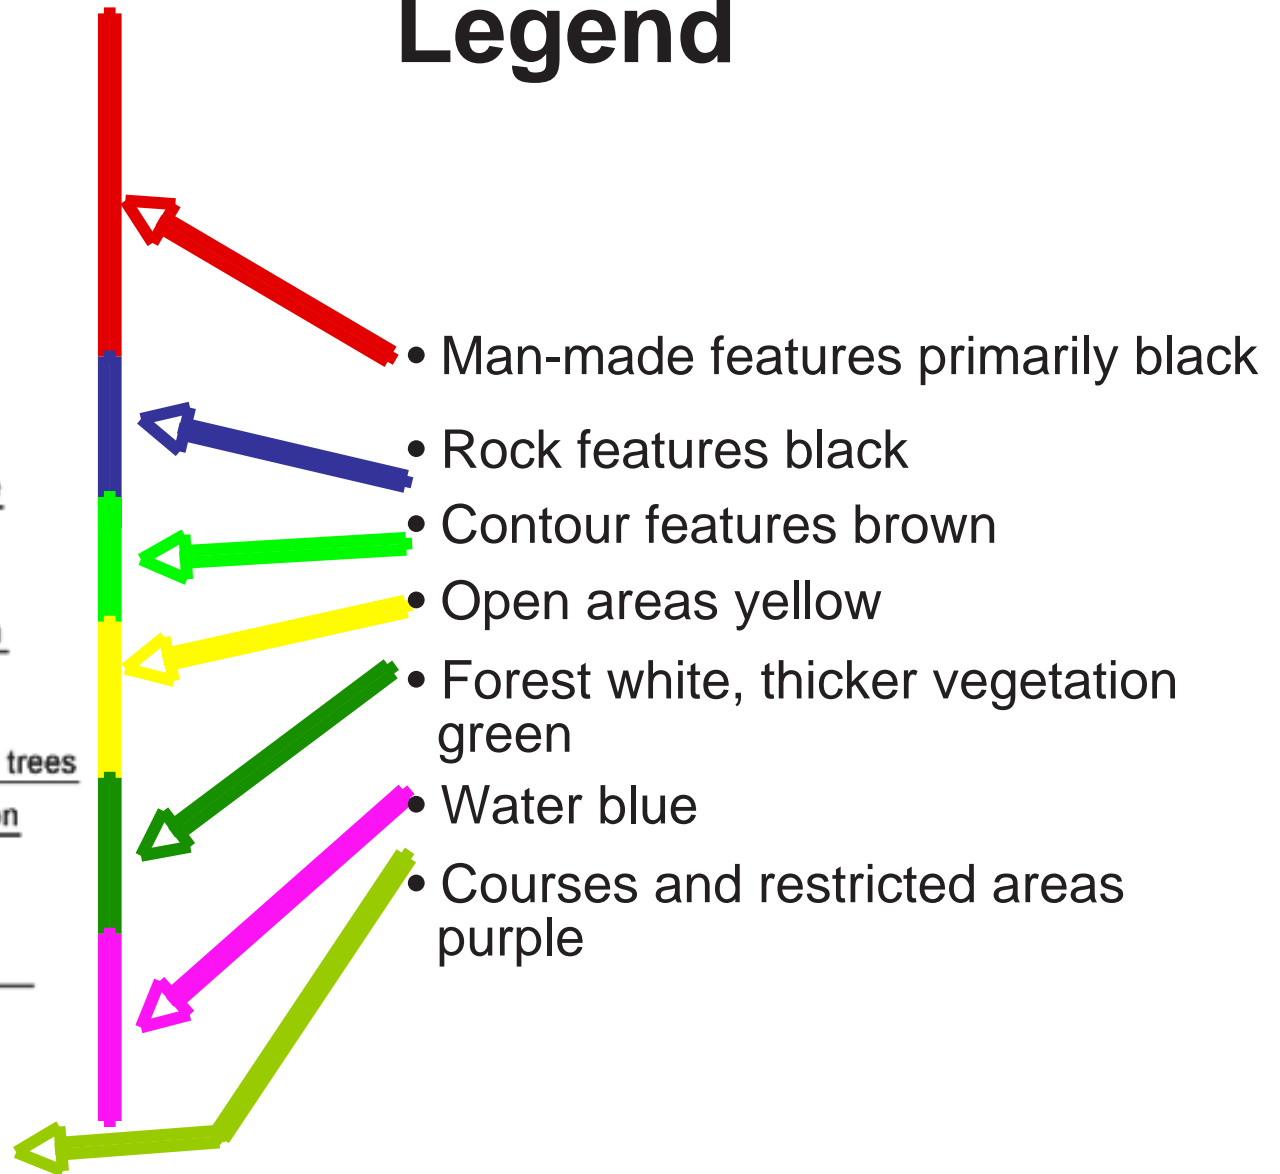 Legend
• Man-made features primarily black
• Rock features black
• Contour features brown
• Open areas yellow
• Forest white, thicker vegetation
green
trees
• Water blue
• Courses and restricted areas
purple